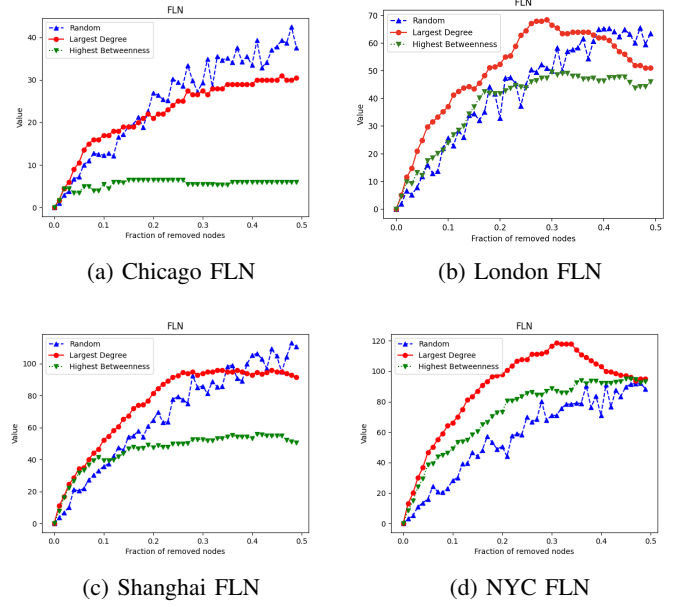 FLN
Random
Largest Degree
Highest Betweenness
Value
40
30
20
10
0
0.0 0.1 0.2 0.3 0.4 0.5
Fraction of removed nodes
(a) Chicago FLN
FLN
Random
Largest Degree
Highest Betweenness
Value
70
60
50
40
30
20
10
0
0.0 0.1 0.2 0.3 0.4 0.5
Fraction of removed nodes
(b) London FLN
FLN
Random
Largest Degree
Highest Betweenness
Value
100
80
60
40
20
0
0.0 0.1 0.2 0.3 0.4 0.5
Fraction of removed nodes
(c) Shanghai FLN
FLN
Random
Largest Degree
Highest Betweenness
Value
120
100
80
60
40
20
0
0.0 0.1 0.2 0.3 0.4 0.5
Fraction of removed nodes
(d) NYC FLN